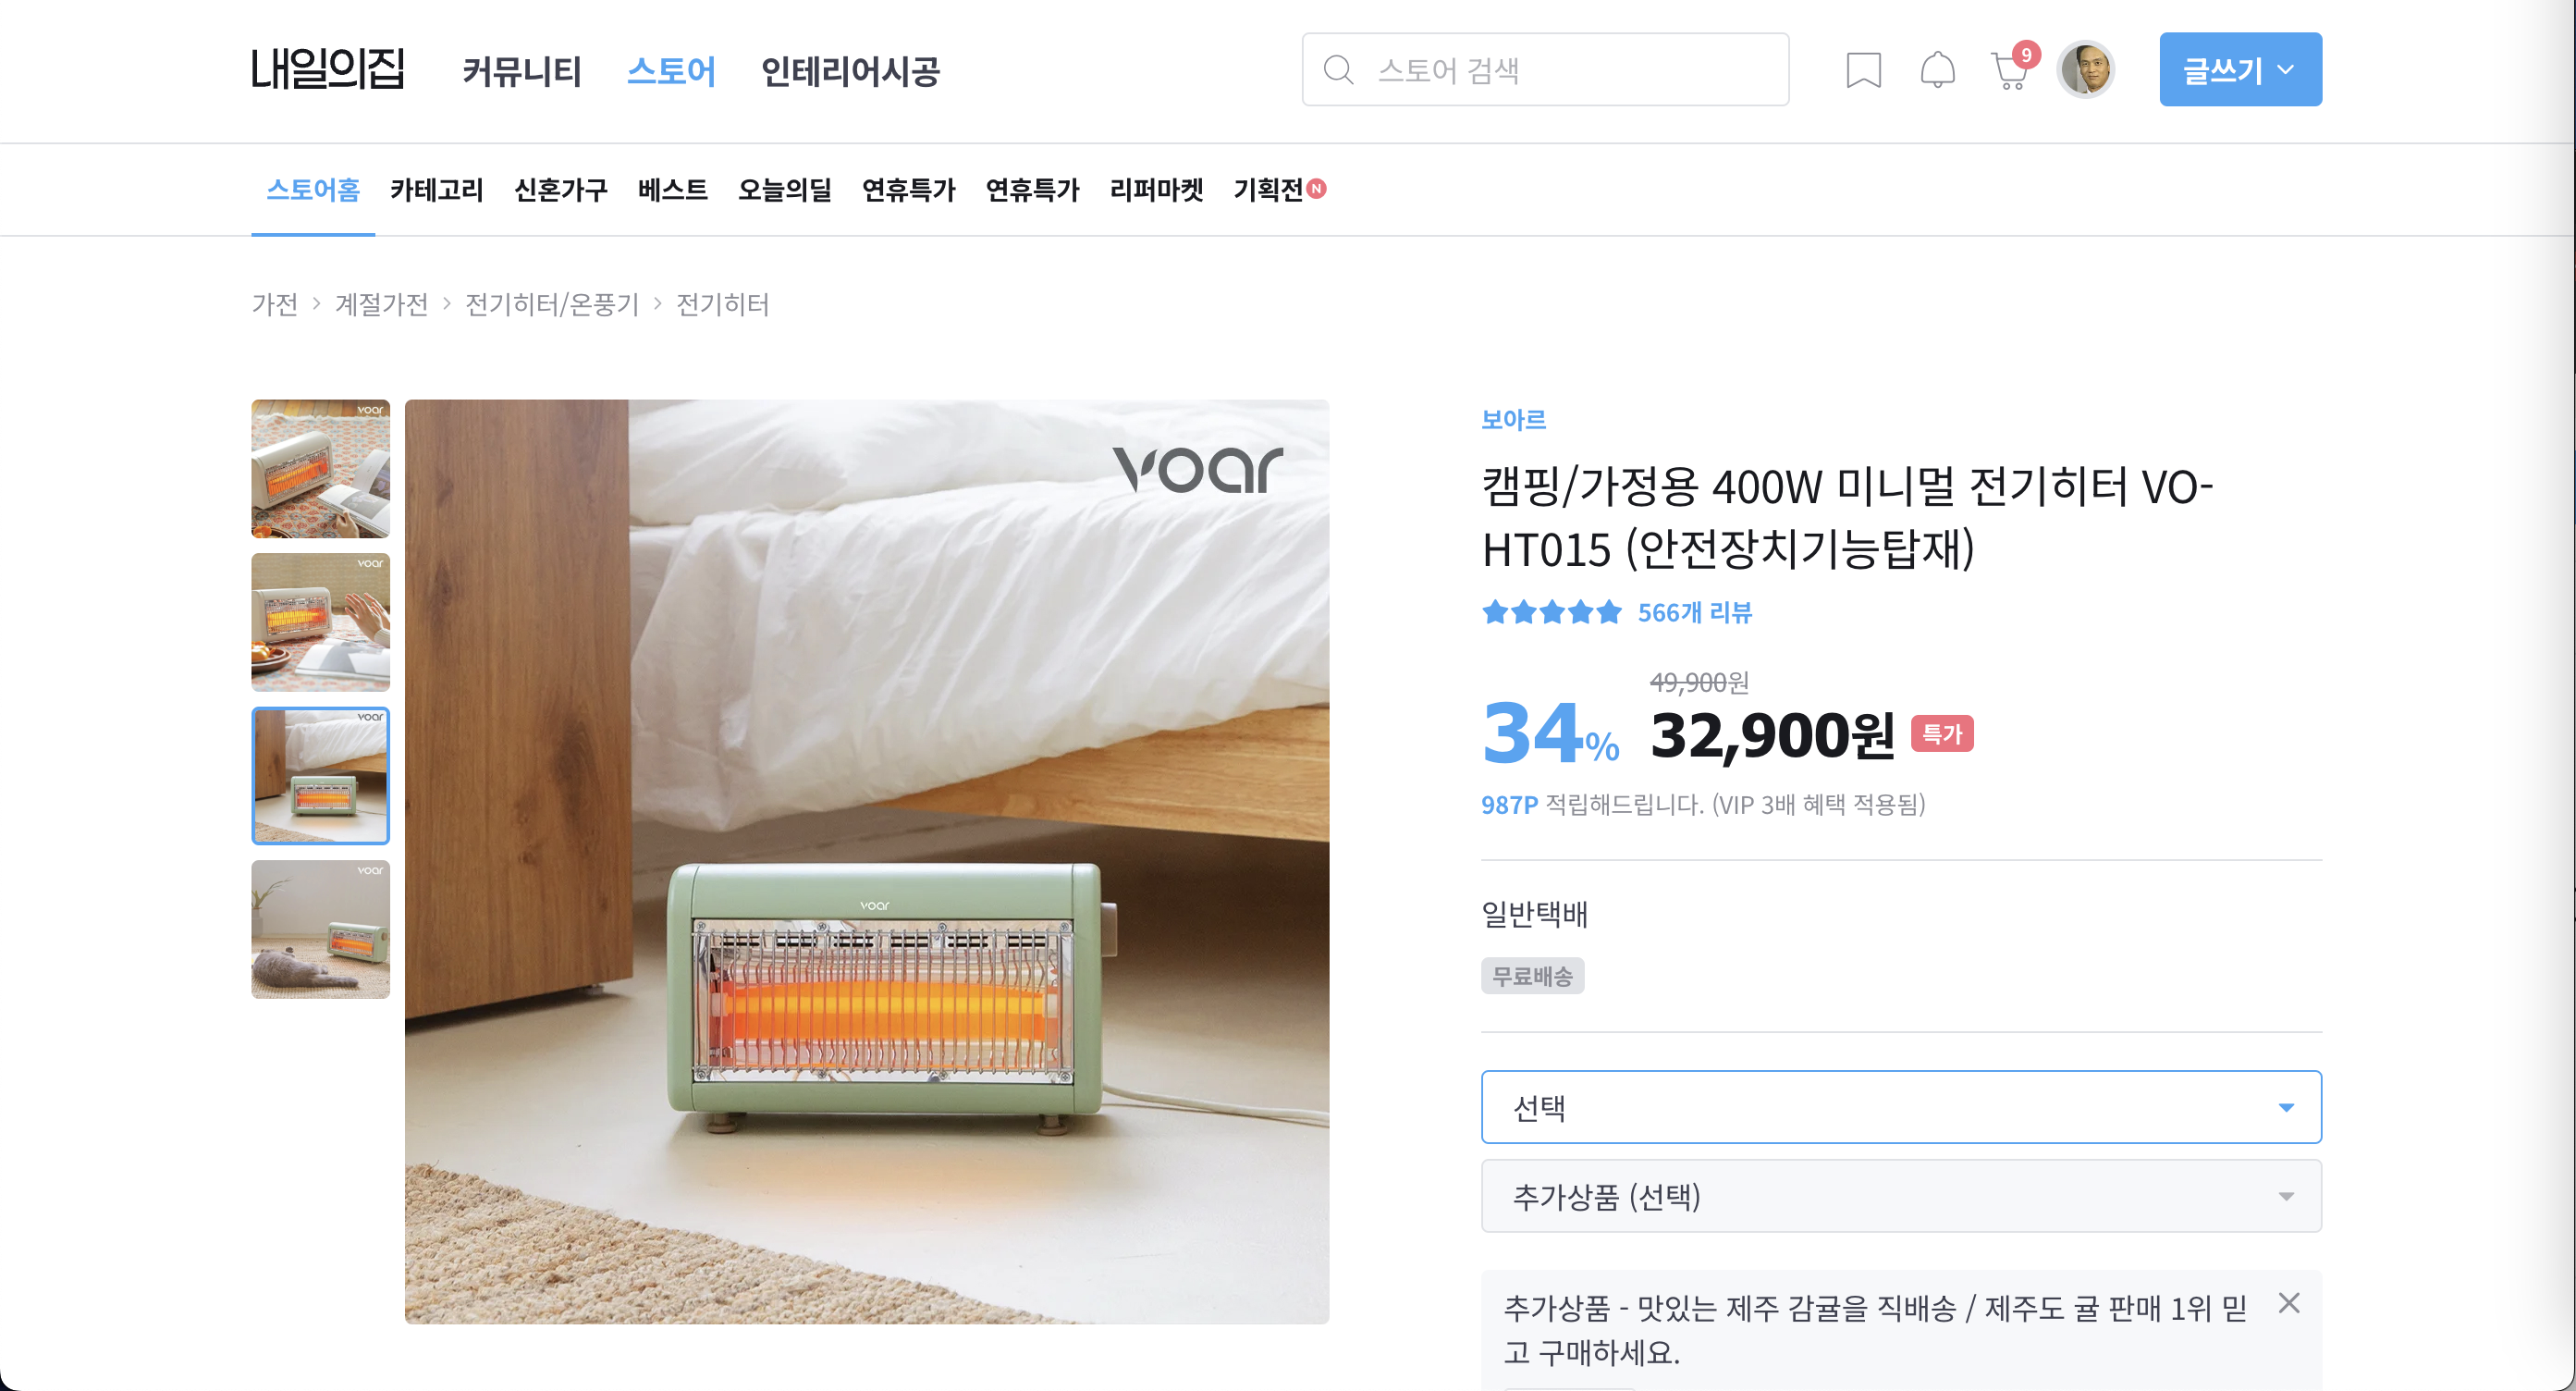 내일의집 커뮤니티 스토어 인테리어시공 스토어 검색 9 글쓰기
스토어홈 카테고리 신혼가구 베스트 오늘의딜 연휴특가 연휴특가 리퍼마켓 기획전 N
가전 > 계절가전 > 전기히터/온풍기 > 전기히터
voar
voar
voar
voar
voar
voar
보아르
캠핑/가정용 400W 미니멀 전기히터 VO-
HT015 (안전장치기능탑재)
566개 리뷰
49,900원
34% 32,900원 특가
987P 적립해드립니다. (VIP 3배 혜택 적용됨)
일반택배
무료배송
선택
추가상품 (선택)
추가상품 - 맛있는 제주 감귤을 직배송 / 제주도 귤 판매 1위 믿
고 구매하세요.